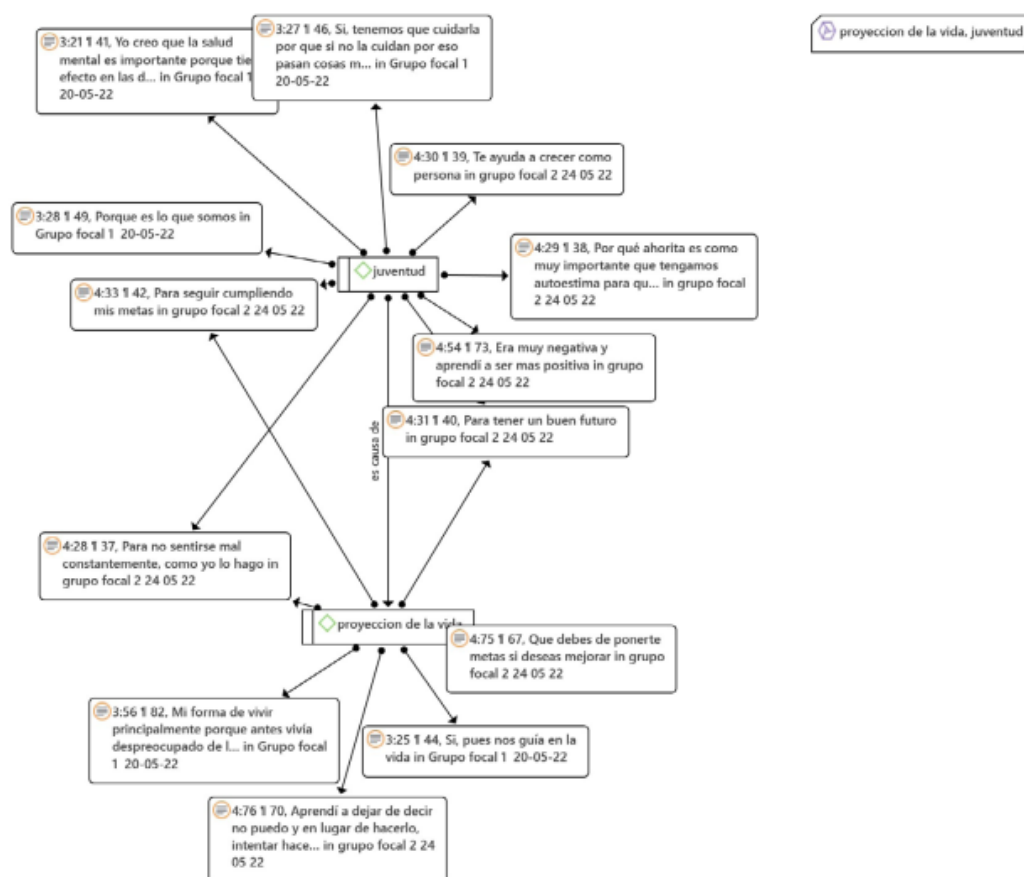 3:21 ¶ 41, Yo creo que la salud
mental es importante porque tie
efecto en las d... in Grupo focal 1
20-05-22
3:27 ¶ 46, Si, tenemos que cuidarla
por que si no la cuidan por eso
pasan cosas m... in Grupo focal 1
20-05-22
proyeccion de la vida, juventud
4:30 ¶ 39, Te ayuda a crecer como
persona in grupo focal 2 24 05 22
3:28 ¶ 49, Porque es lo que somos in
Grupo focal 1 20-05-22
juventud
4:29 ¶ 38, Por qué ahorita es como
muy importante que tengamos
autoestima para qu... in grupo focal
2 24 05 22
4:33 ¶ 42, Para seguir cumpliendo
mis metas in grupo focal 2 24 05 22
4:54 ¶ 73, Era muy negativa y
aprendí a ser mas positiva in grupo
focal 2 24 05 22
4:31 ¶ 40, Para tener un buen futuro
in grupo focal 2 24 05 22
es causa de
4:28 ¶ 37, Para no sentirse mal
constantemente, como yo lo hago in
grupo focal 2 24 05 22
proyeccion de la vida
4:75 ¶ 67, Que debes de ponerte
metas si deseas mejorar in grupo
focal 2 24 05 22
3:56 ¶ 82, Mi forma de vivir
principalmente porque antes vivía
despreocupado de l... in Grupo focal
1 20-05-22
3:25 ¶ 44, Si, pues nos guía en la
vida in Grupo focal 1 20-05-22
4:76 ¶ 70, Aprendí a dejar de decir
no puedo y en lugar de hacerlo,
intentar hace... in grupo focal 2 24
05 22